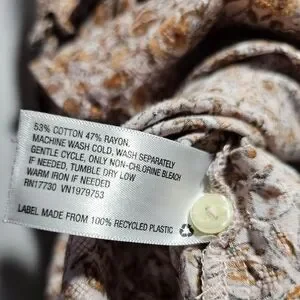 53% COTTON 47% RAYON.
MACHINE WASH COLD, WASH SEPARATELY
GENTLE CYCLE, ONLY NON-CHLORINE BLEACH
IF NEEDED, TUMBLE DRY LOW
WARM IRON IF NEEDED
RN17730 VN1979753
LABEL MADE FROM 100% RECYCLED PLASTIC